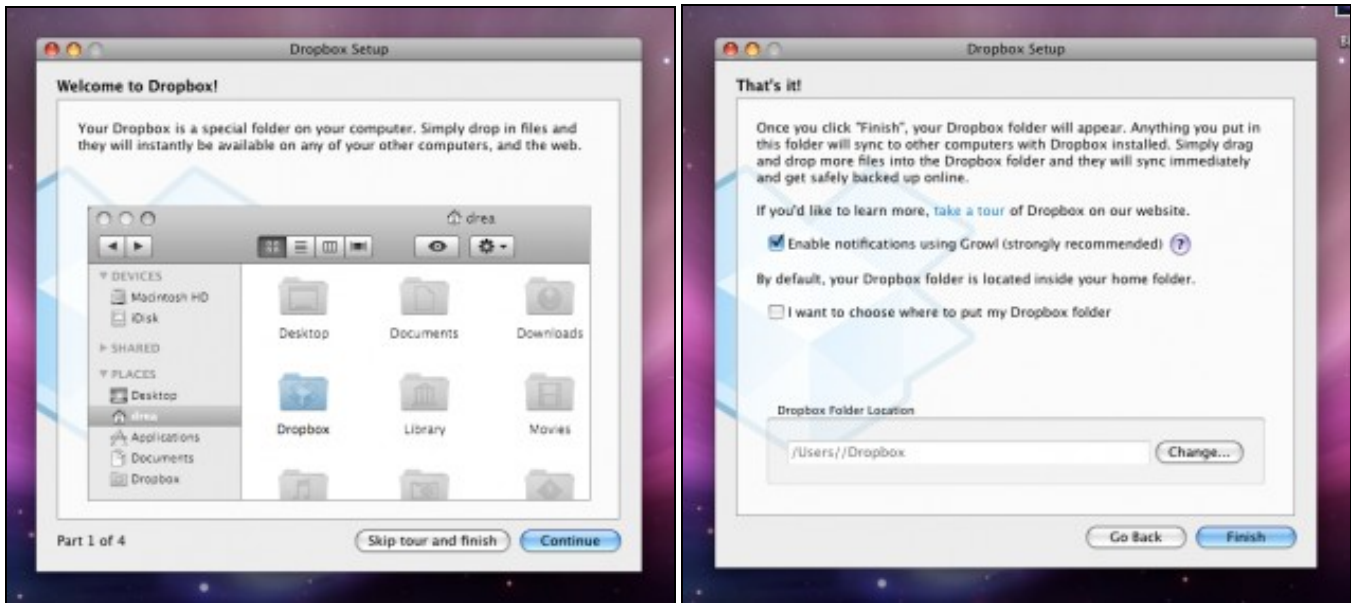 Dropbox Setup
Welcome to Dropbox!
Your Dropbox is a special folder on your computer. Simply drop in files and
they will instantly be available on any of your other computers, and the web.
drea
DEVICES
Macintosh HD
iDisk
SHARED
PLACES
Desktop
drea
Applications
Documents
Dropbox
Desktop
Documents
Downloads
Dropbox
Library
Movies
Part 1 of 4
Skip tour and finish
Continue
Dropbox Setup
That's it!
Once you click "Finish", your Dropbox folder will appear. Anything you put in
this folder will sync to other computers with Dropbox installed. Simply drag
and drop more files into the Dropbox folder and they will sync immediately
and get safely backed up online.
If you'd like to learn more, take a tour of Dropbox on our website.
Enable notifications using Growl (strongly recommended) ?
By default, your Dropbox folder is located inside your home folder.
I want to choose where to put my Dropbox folder
Dropbox Folder Location
/Users//Dropbox
Change...
Go Back
Finish